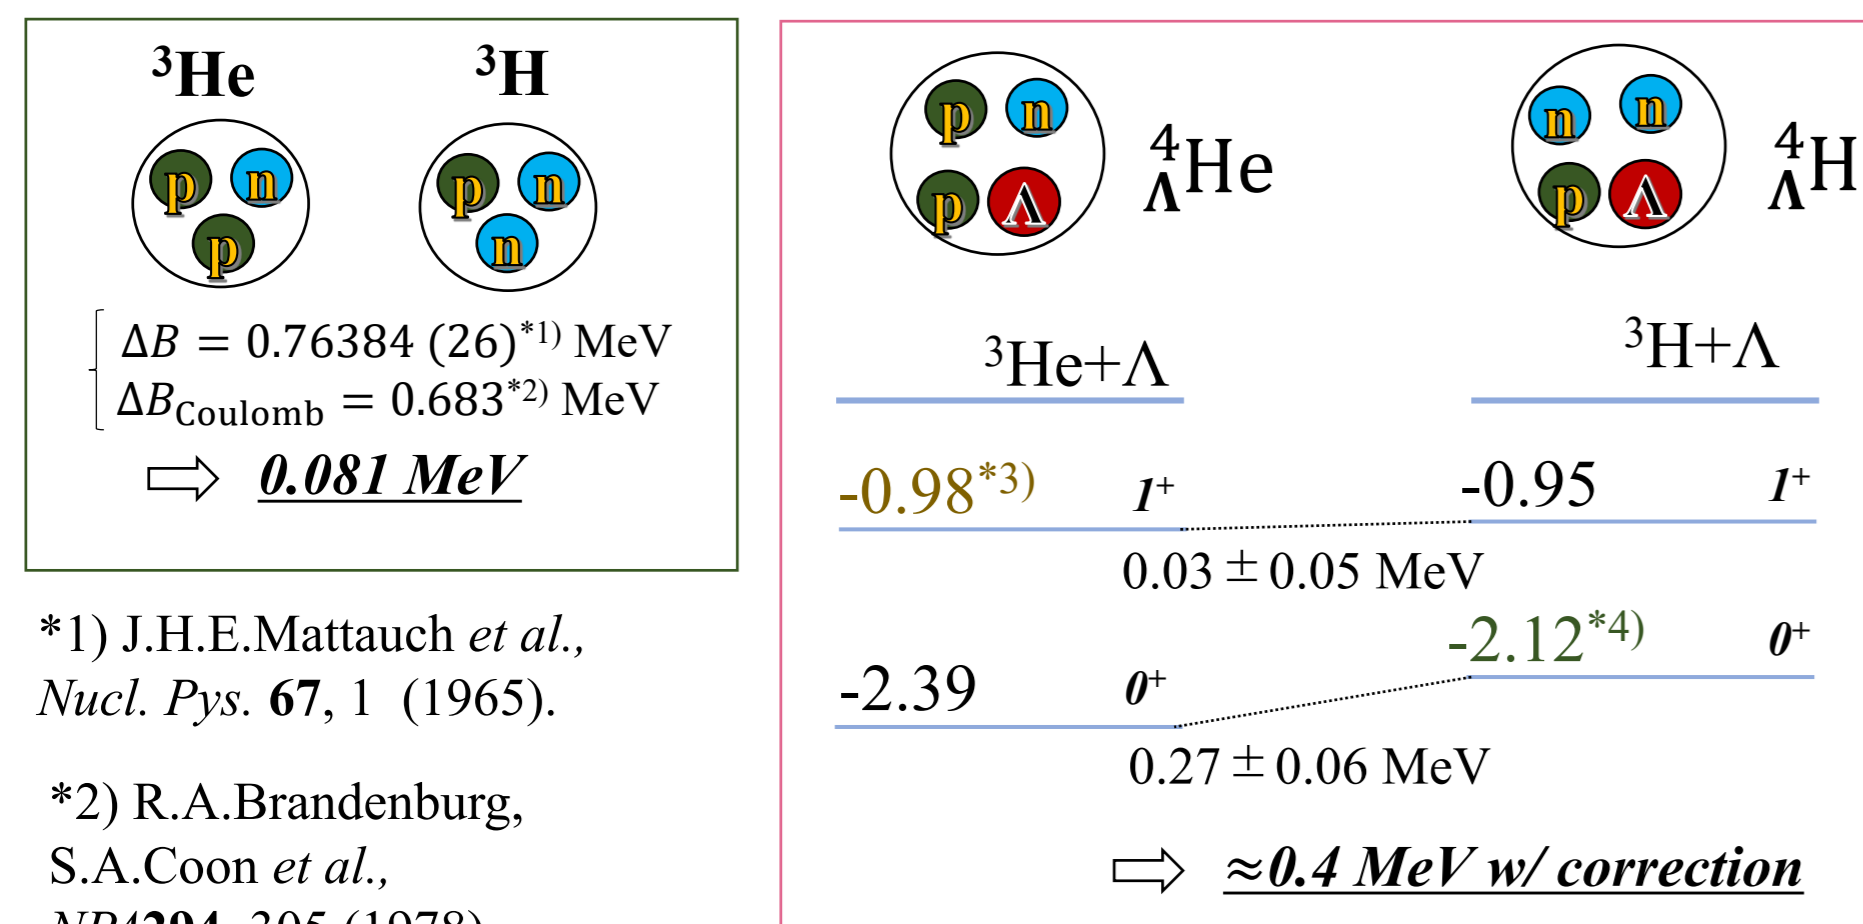 ³He ³H
p n
p
p n
n
ΔB = 0.76384 (26)*1) MeV
ΔB_Coulomb = 0.683*2) MeV
⇨ 0.081 MeV
*1) J.H.E.Mattauch et al.,
Nucl. Pys. 67, 1 (1965).
*2) R.A.Brandenburg,
S.A.Coon et al.,
305 (1978)
p n
p Λ
⁴ΛHe
n n
p Λ
⁴ΛH
³He+Λ ³H+Λ
-0.98*3) 1⁺ -0.95 1⁺
0.03 ± 0.05 MeV
-2.12*4) 0⁺
-2.39 0⁺
0.27 ± 0.06 MeV
⇨ ≈0.4 MeV w/ correction